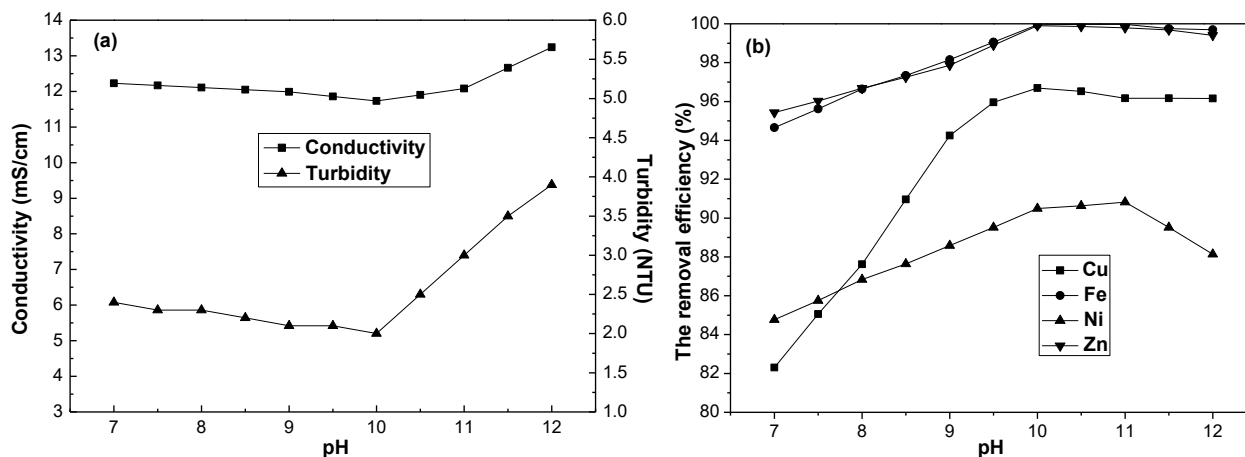 (a)
Conductivity (mS/cm)
14
13
12
11
10
9
8
7
6
5
4
3
Conductivity
Turbidity
6.0
5.5
5.0
4.5
4.0
3.5
3.0
2.5
2.0
1.5
1.0
Turbidity (NTU)
7 8 9 10 11 12
pH
(b)
The removal efficiency (%)
100
98
96
94
92
90
88
86
84
82
80
Cu
Fe
Ni
Zn
7 8 9 10 11 12
pH